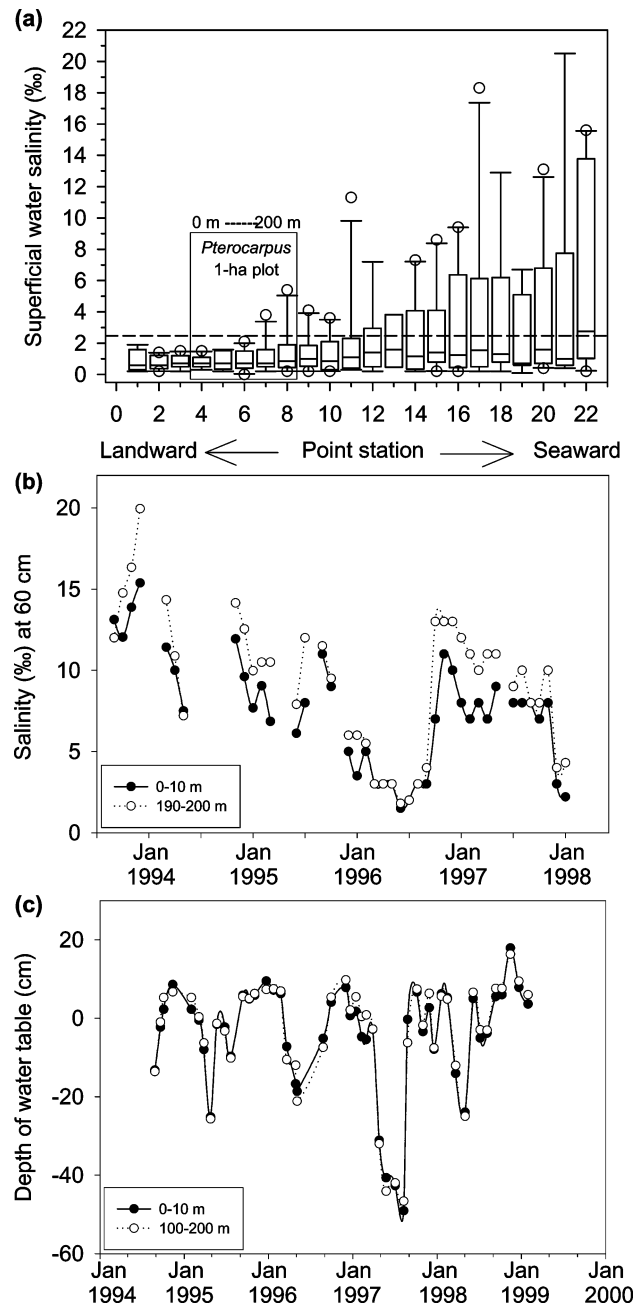 (a)
Superficial water salinity (‰)
22
20
18
16
14
12
10
8
6
4
2
0
0 m ------200 m
Pterocarpus
1-ha plot
0 2 4 6 8 10 12 14 16 18 20 22
Landward Point station Seaward
(b)
Salinity (‰) at 60 cm
20
15
10
5
0
0-10 m
190-200 m
Jan Jan Jan Jan Jan
1994 1995 1996 1997 1998
(c)
Depth of water table (cm)
20
0
-20
-40
-60
0-10 m
100-200 m
Jan Jan Jan Jan Jan Jan Jan
1994 1995 1996 1997 1998 1999 2000